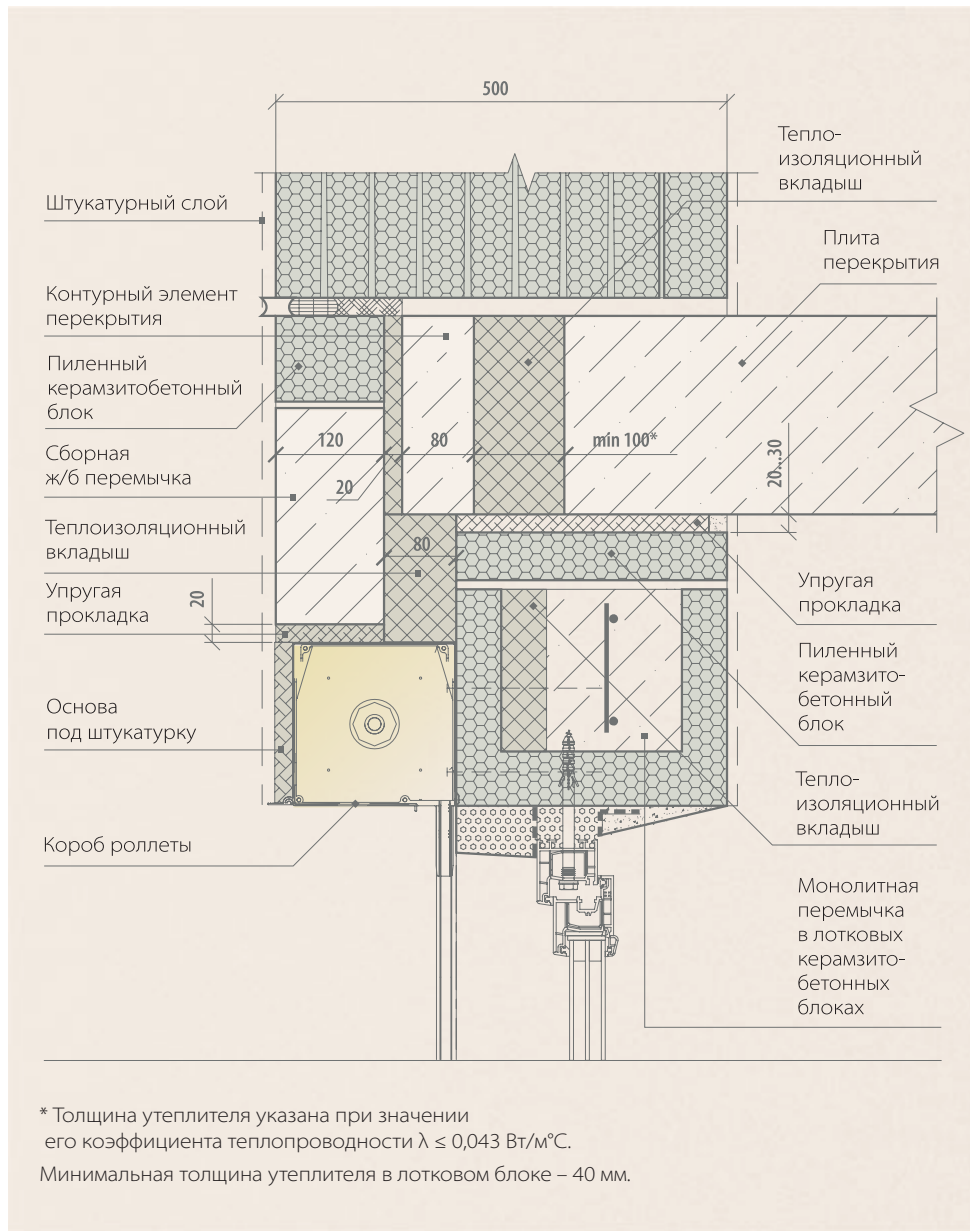 500
Тепло-
изоляционный
вкладыш
Штукатурный слой
Плита
перекрытия
Контурный элемент
перекрытия
Пиленный
керамзитобетонный
блок
120
80
min 100*
20
20...30
Сборная
ж/б перемычка
Теплоизоляционный
вкладыш
80
Упругая
прокладка
20
Упругая
прокладка
Пиленный
керамзито-
бетонный
блок
Основа
под штукатурку
Тепло-
изоляционный
вкладыш
Короб роллеты
Монолитная
перемычка
в лотковых
керамзито-
бетонных
блоках
* Толщина утеплителя указана при значении
его коэффициента теплопроводности λ ≤ 0,043 Вт/м°С.
Минимальная толщина утеплителя в лотковом блоке – 40 мм.